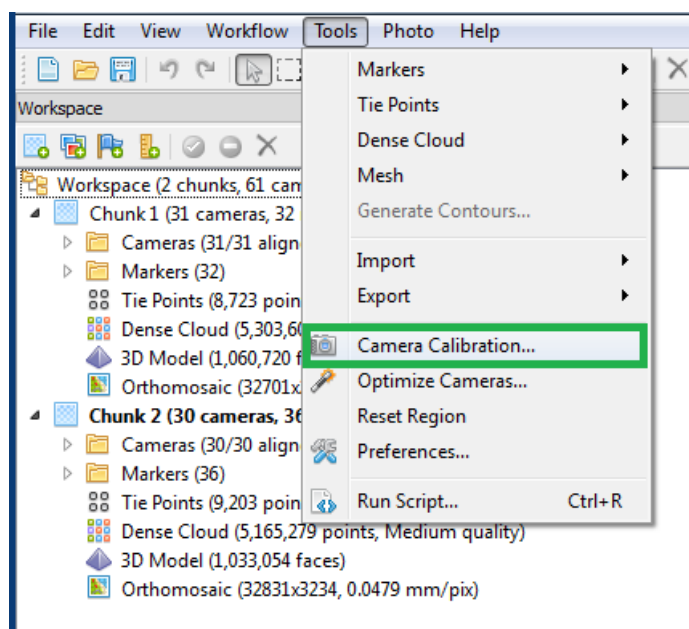 File Edit View Workflow Tools Photo Help
Workspace
Workspace (2 chunks, 61 cam
Chunk 1 (31 cameras, 32
Cameras (31/31 align
Markers (32)
Tie Points (8,723 poin
Dense Cloud (5,303,60
3D Model (1,060,720 f
Orthomosaic (32701x
Chunk 2 (30 cameras, 36
Cameras (30/30 align
Markers (36)
Tie Points (9,203 poin
Dense Cloud (5,165,279 points, Medium quality)
3D Model (1,033,054 faces)
Orthomosaic (32831x3234, 0.0479 mm/pix)
Markers
Tie Points
Dense Cloud
Mesh
Generate Contours...
Import
Export
Camera Calibration...
Optimize Cameras...
Reset Region
Preferences...
Run Script... Ctrl+R